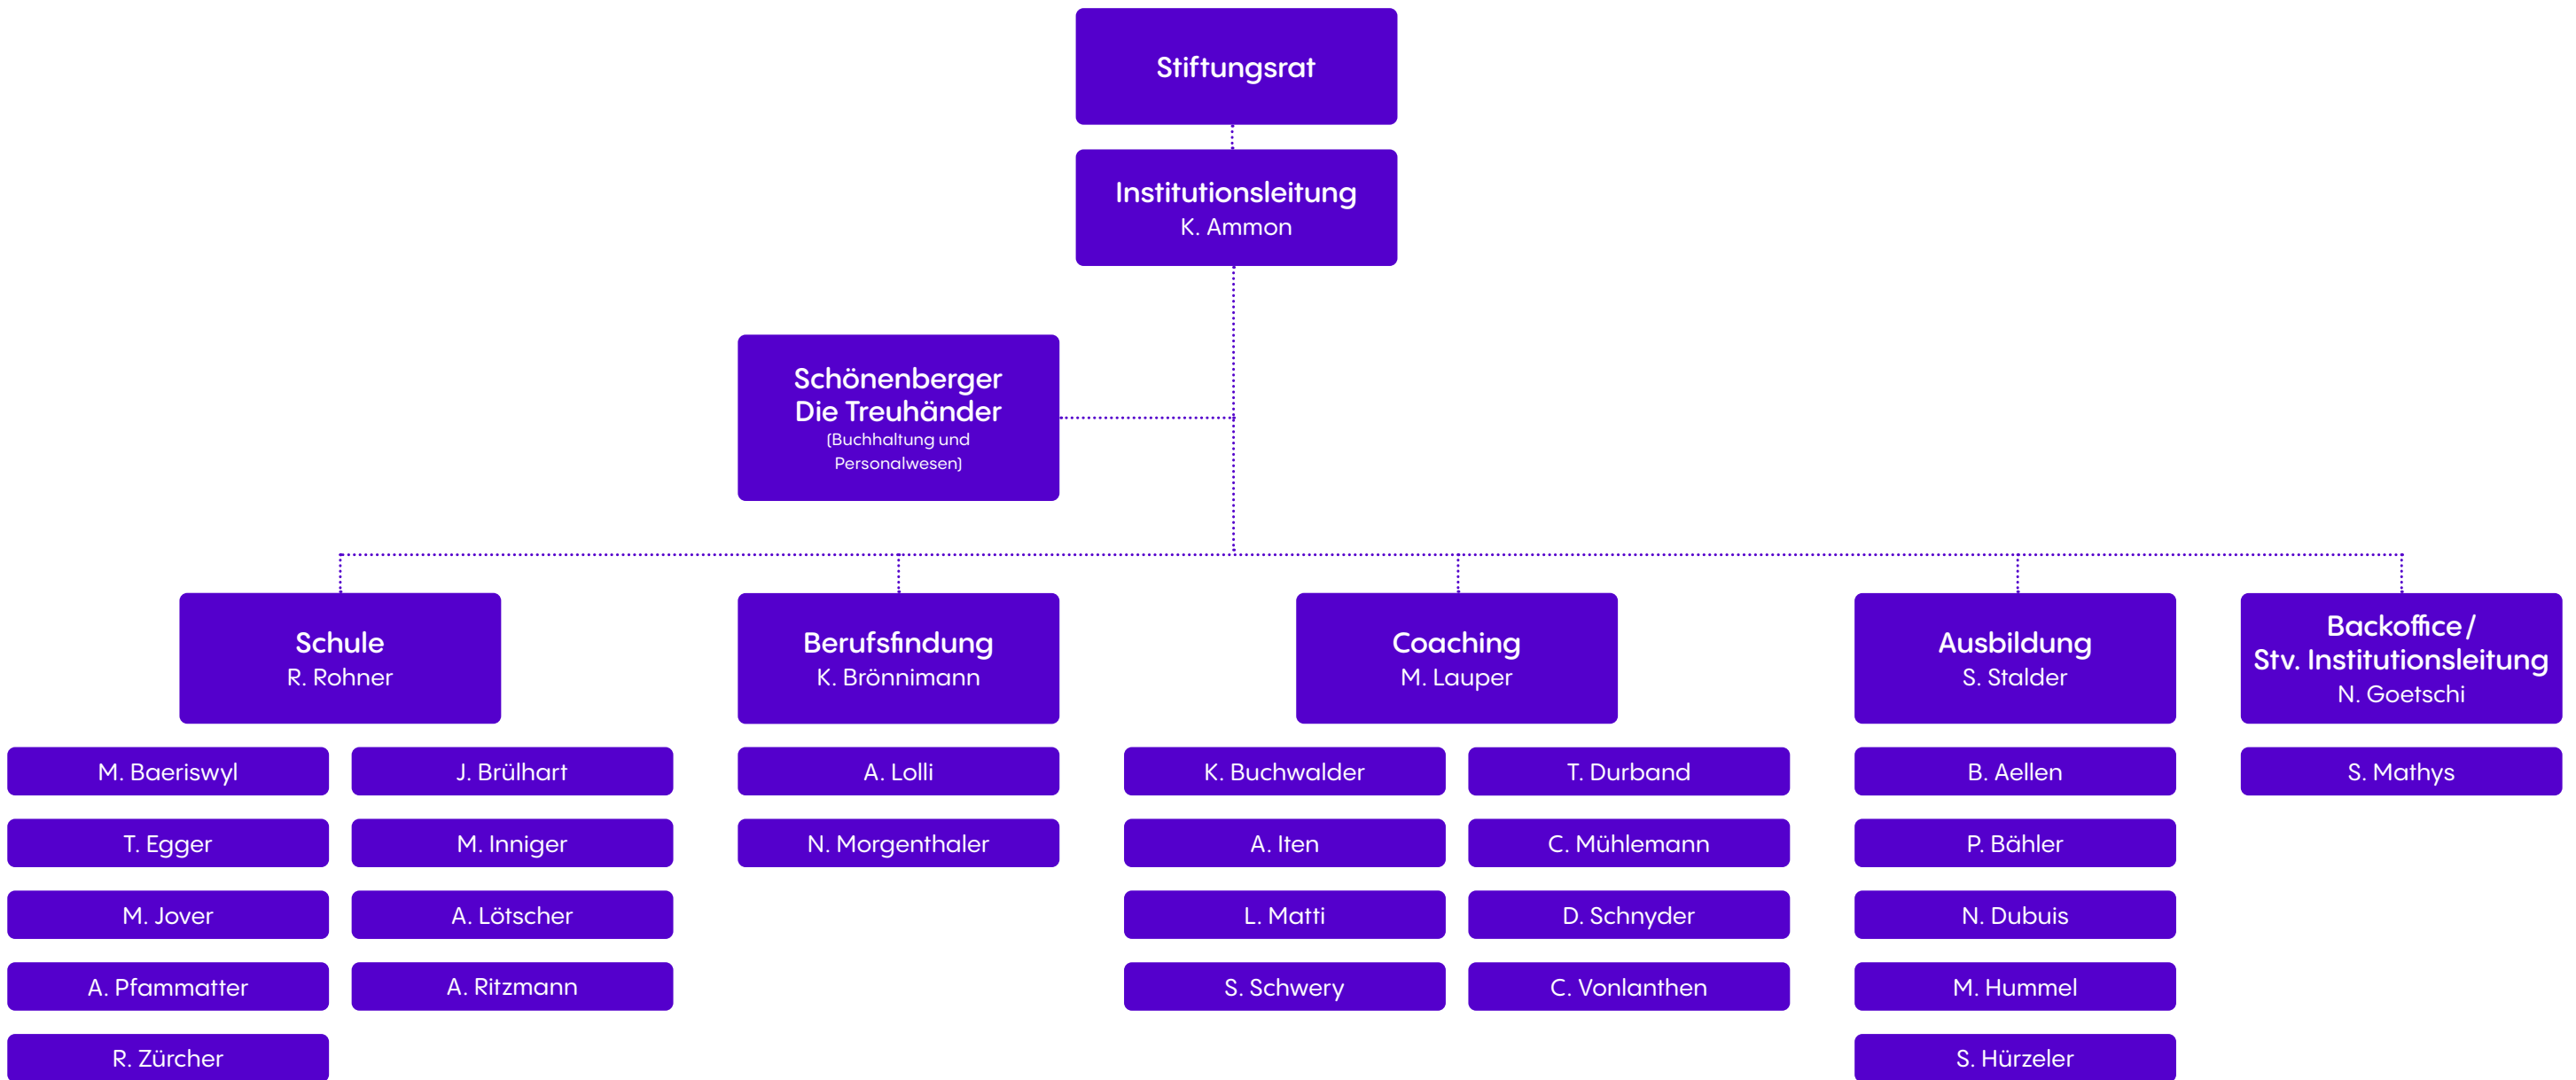 Stiftungsrat
Institutionsleitung
K. Ammon
Schönenberger
Die Treuhänder
(Buchhaltung und
Personalwesen)
Schule
R. Rohner
Berufsfindung
K. Brönnimann
Coaching
M. Lauper
Ausbildung
S. Stalder
Backoffice/
Stv. Institutionsleitung
N. Goetschi
M. Baeriswyl
J. Brülhart
A. Lolli
K. Buchwalder
T. Durband
B. Aellen
S. Mathys
T. Egger
M. Inniger
N. Morgenthaler
A. Iten
C. Mühlemann
P. Bähler
M. Jover
A. Lötscher
L. Matti
D. Schnyder
N. Dubuis
A. Pfammatter
A. Ritzmann
S. Schwery
C. Vonlanthen
M. Hummel
R. Zürcher
S. Hürzeler